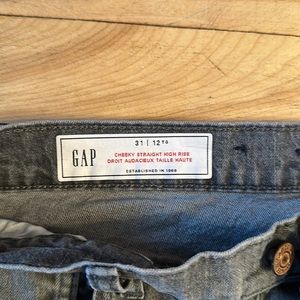 31 | 12 TG
GAP
CHEEKY STRAIGHT HIGH RISE
DROIT AUDACIEUX TAILLE HAUTE
ESTABLISHED IN 1969